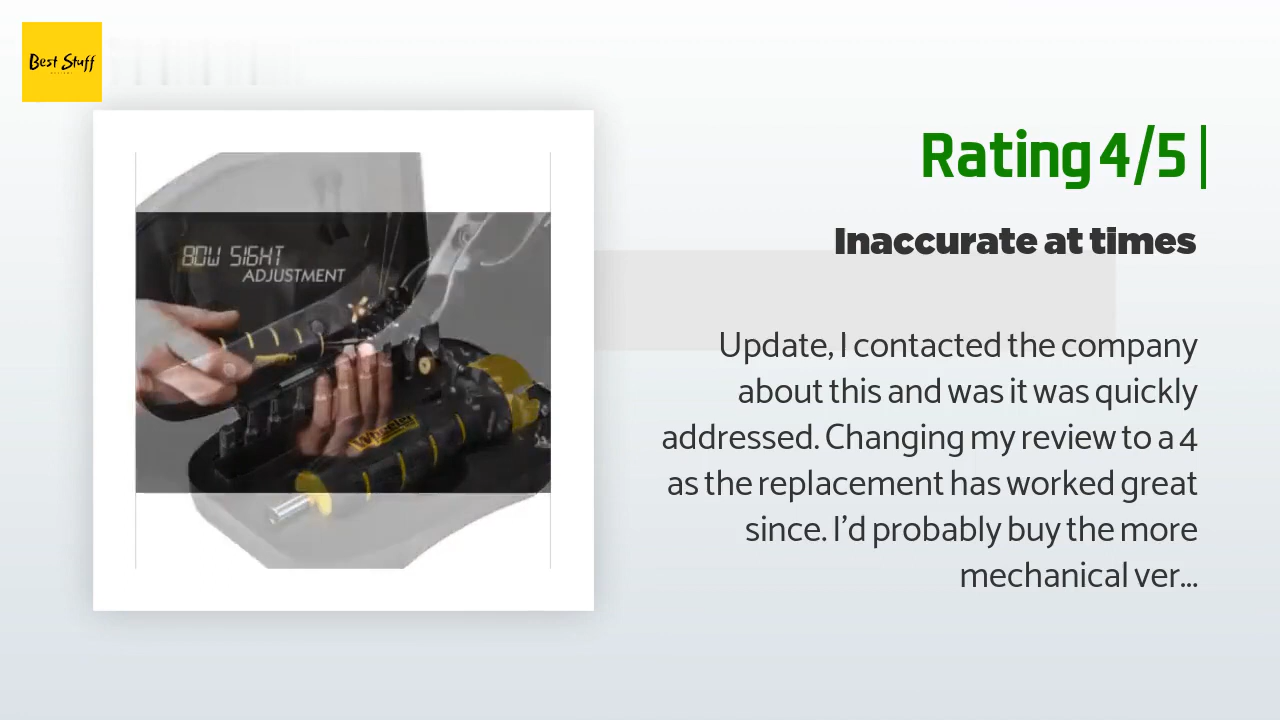 Best Stuff
BOW SIGHT
ADJUSTMENT
Wheeler
Rating 4/5 |
Inaccurate at times
Update, I contacted the company
about this and was it was quickly
addressed. Changing my review to a 4
as the replacement has worked great
since. I'd probably buy the more
mechanical ver...